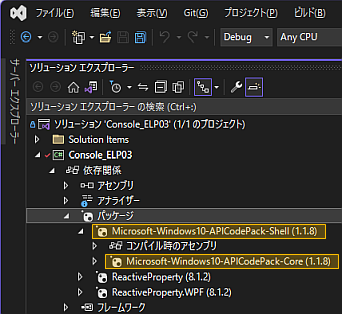 ファイル(F) 編集(E) 表示(V) Git(G) プロジェクト(P) ビルド(B)
Debug Any CPU
サーバー エクスプローラー
ソリューション エクスプローラー
ソリューション エクスプローラー の検索 (Ctrl+:)
ソリューション 'Console_ELP03' (1/1 のプロジェクト)
Solution Items
C# Console_ELP03
依存関係
アセンブリ
アナライザー
パッケージ
Microsoft-Windows10-APICodePack-Shell (1.1.8)
コンパイル時のアセンブリ
Microsoft-Windows10-APICodePack-Core (1.1.8)
ReactiveProperty (8.1.2)
ReactiveProperty.WPF (8.1.2)
フレームワーク